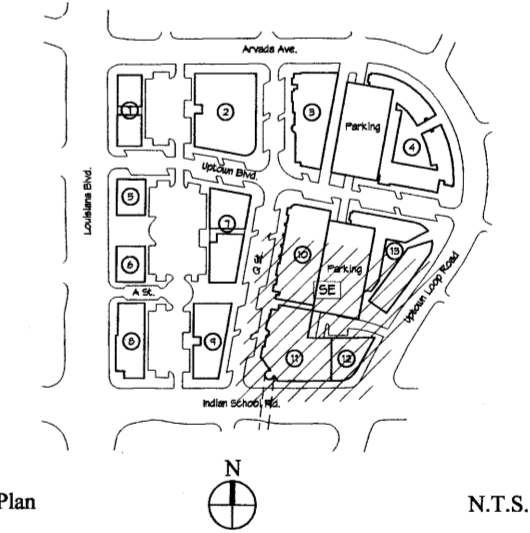 Arvada Ave.
1
2
3
Parking
4
Uptown Blvd.
Louisiana Blvd.
5
7
6
Q St.
10
Parking
13
SE
Uptown Loop Road
A St.
8
9
11
12
Indian School Rd.
N
Plan
N.T.S.